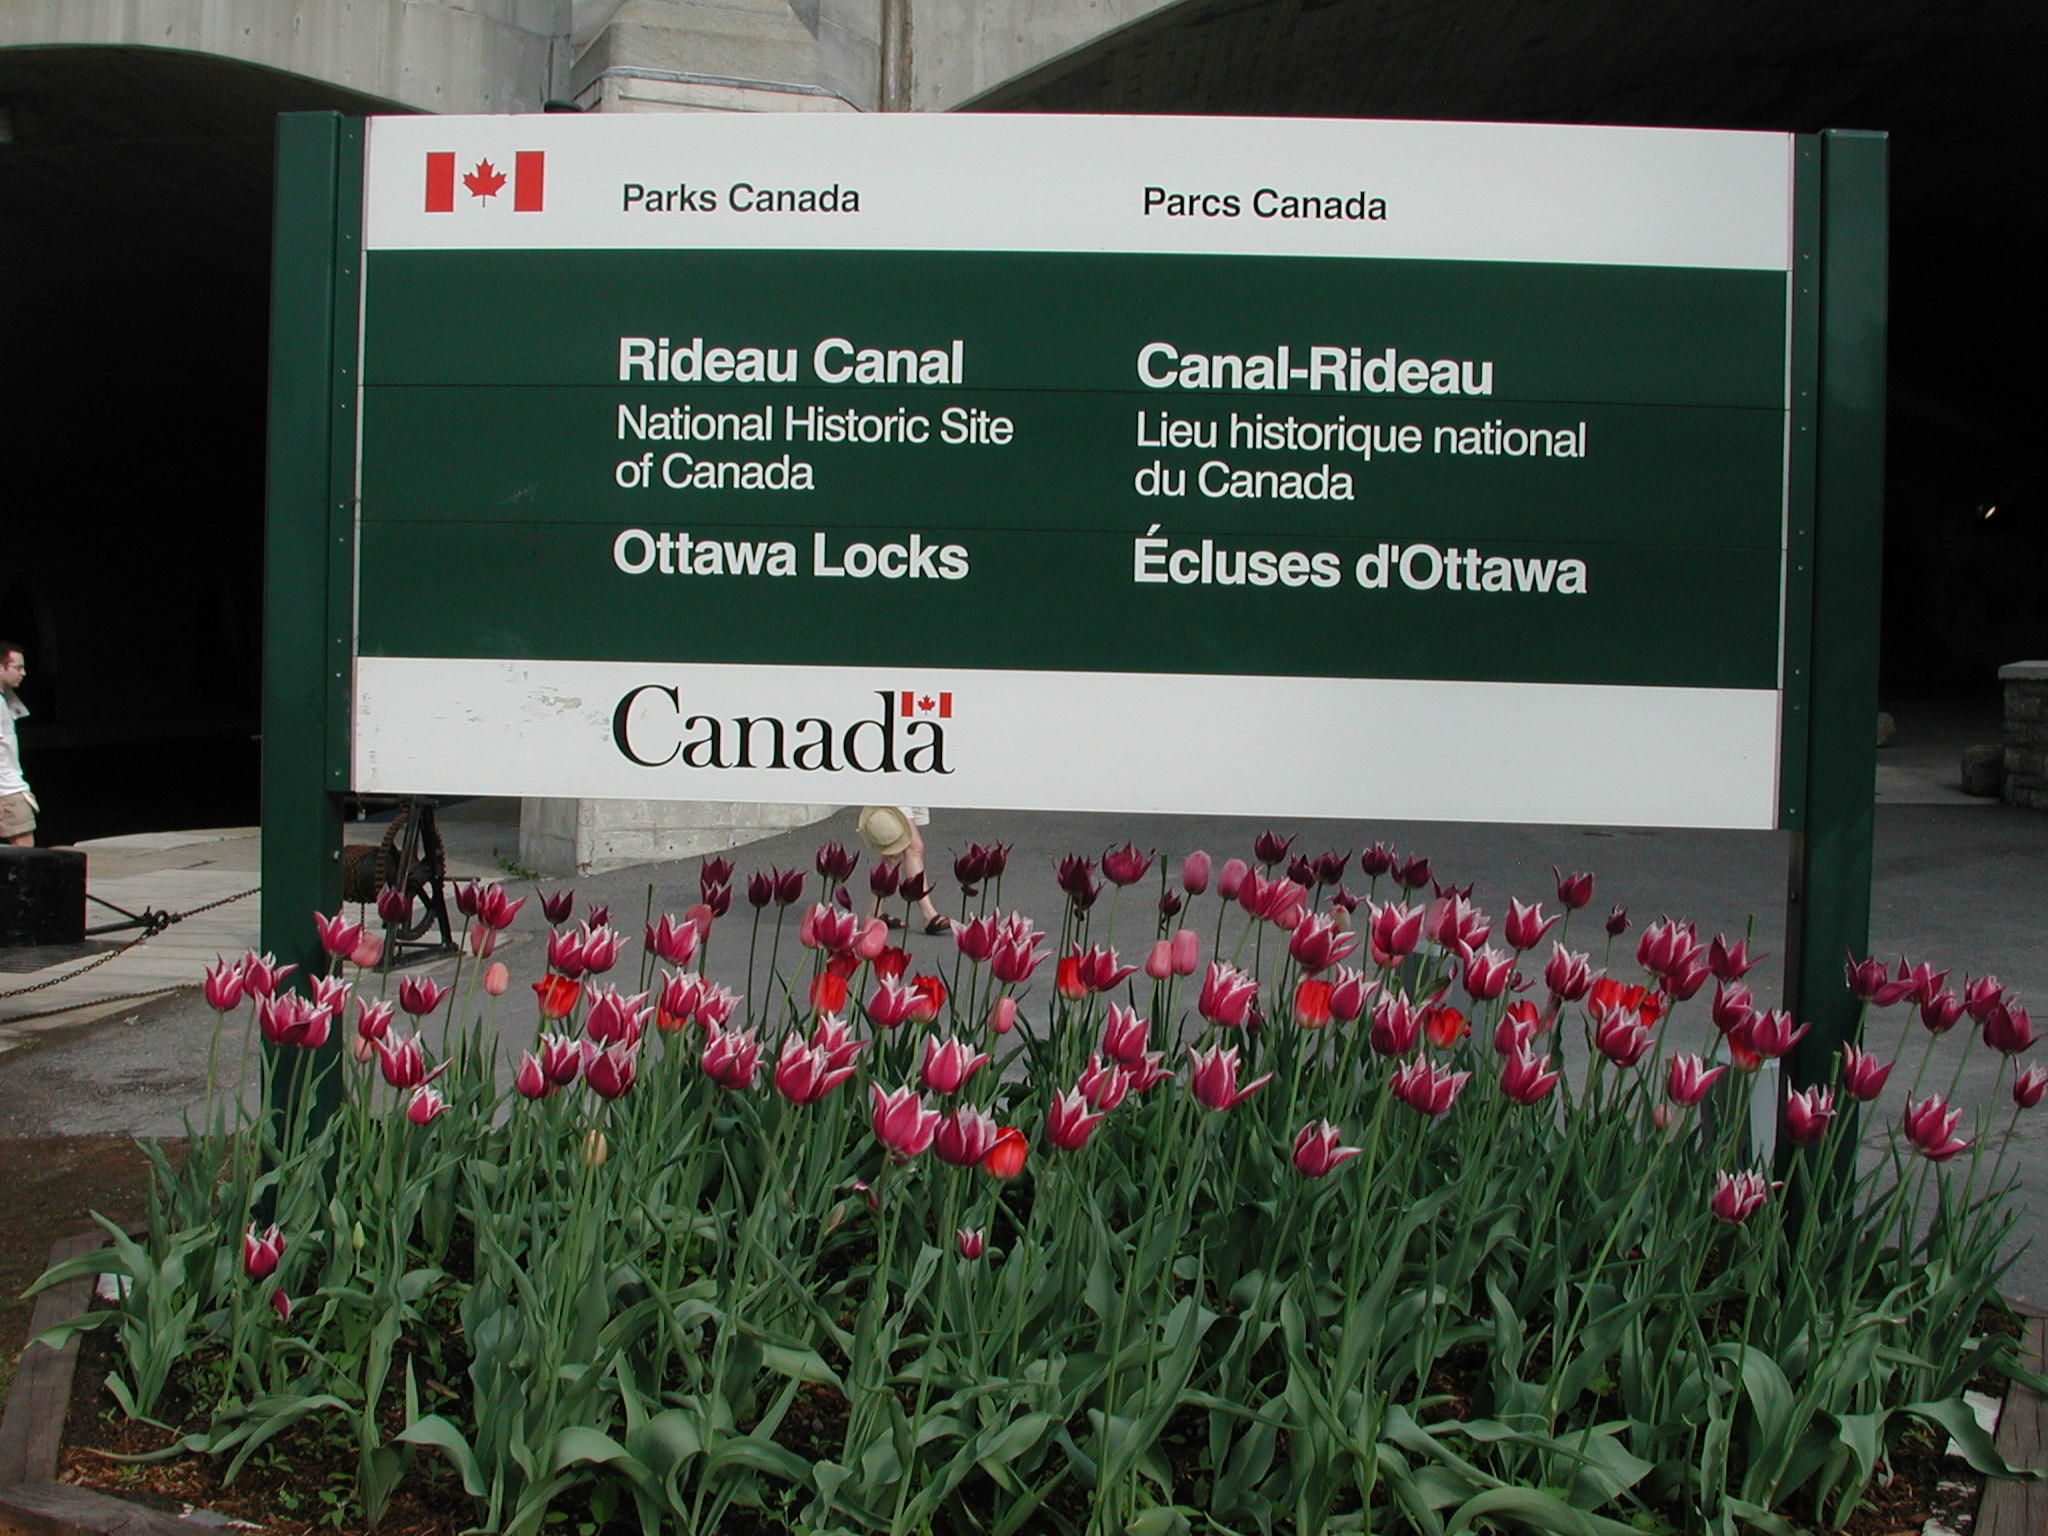 Parks Canada
Parcs Canada
Rideau Canal
National Historic Site
of Canada
Ottawa Locks
Canal-Rideau
Lieu historique national
du Canada
Écluses d'Ottawa
Canada